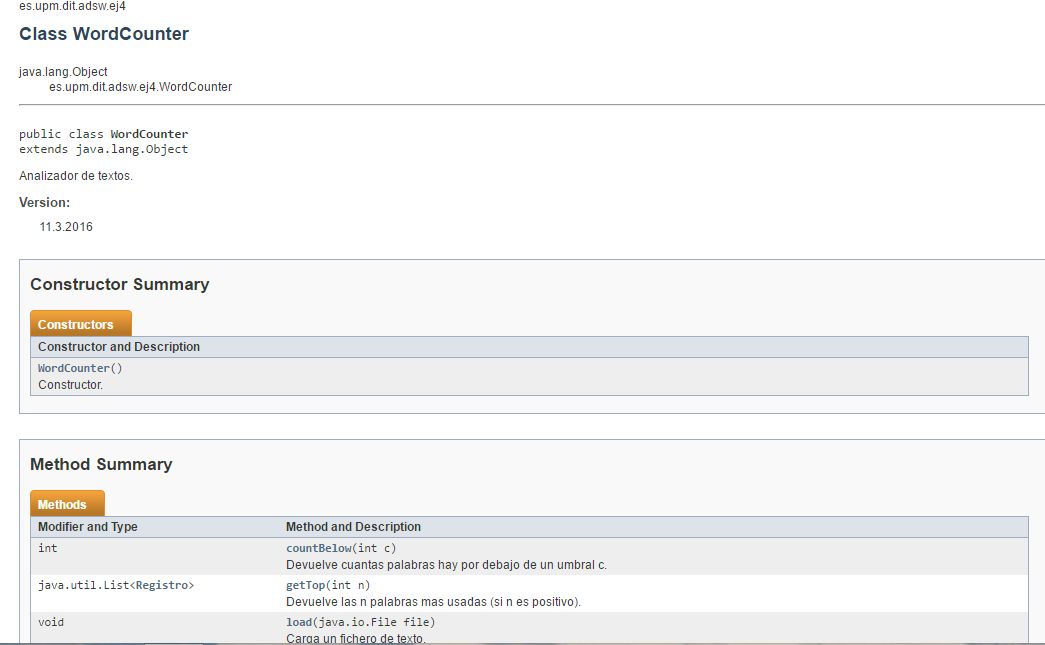 es.upm.dit.adsw.ej4
Class WordCounter
java.lang.Object
es.upm.dit.adsw.ej4.WordCounter
public class WordCounter
extends java.lang.Object
Analizador de textos.
Version:
11.3.2016
Constructor Summary
Constructors
Constructor and Description
WordCounter()
Constructor.
Method Summary
Methods
Modifier and Type Method and Description
int countBelow(int c)
Devuelve cuantas palabras hay por debajo de un umbral c.
java.util.List<Registro> getTop(int n)
Devuelve las n palabras mas usadas (si n es positivo).
void load(java.io.File file)
Carga un fichero de texto.